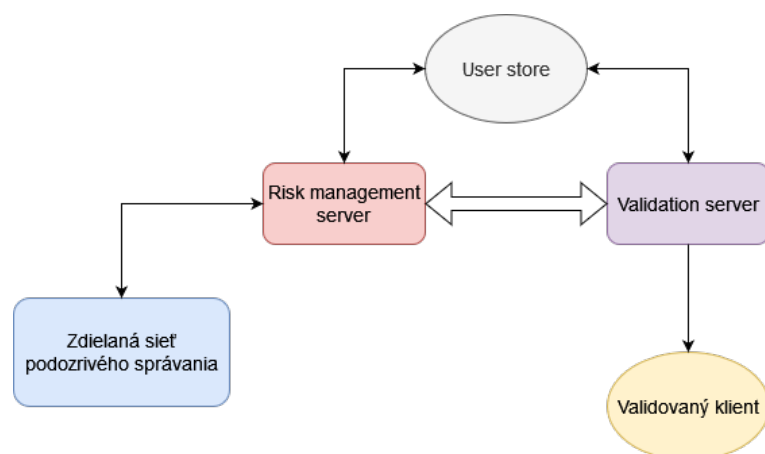 User store
Risk management
server
Validation server
Zdielaná sieť
podozrivého správania
Validovaný klient